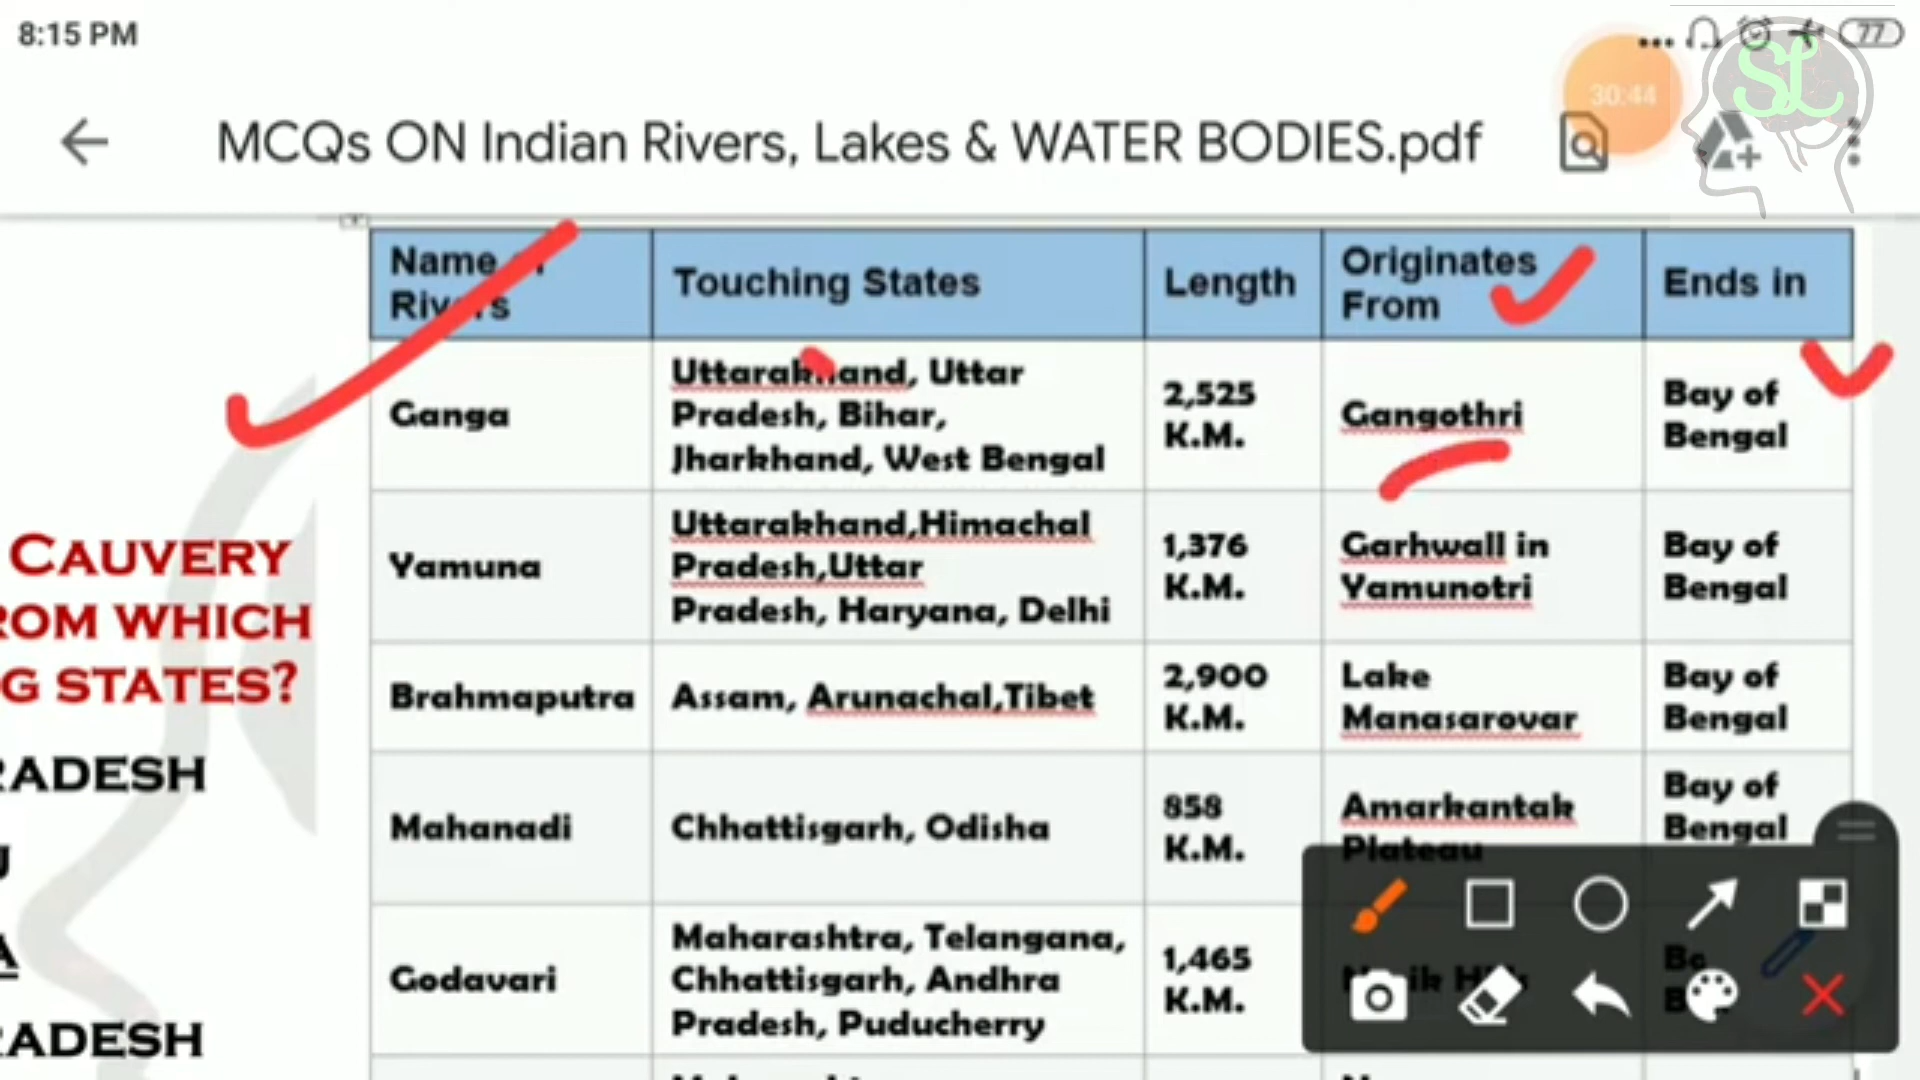 8:15 PM
77
SL
30:44
MCQs ON Indian Rivers, Lakes & WATER BODIES.pdf
CAUVERY
ROM WHICH
G STATES?
RADESH
RADESH
Name
Rivers
Touching States
Length
Originates
From
Ends in
Ganga
Uttarakhand, Uttar
Pradesh, Bihar,
Jharkhand, West Bengal
2,525
K.M.
Gangothri
Bay of
Bengal
Yamuna
Uttarakhand,Himachal
Pradesh,Uttar
Pradesh, Haryana, Delhi
1,376
K.M.
Garhwall in
Yamunotri
Bay of
Bengal
Brahmaputra
Assam, Arunachal,Tibet
2,900
K.M.
Lake
Manasarovar
Bay of
Bengal
Mahanadi
Chhattisgarh, Odisha
858
K.M.
Amarkantak
Plateau
Bay of
Bengal
Godavari
Maharashtra, Telangana,
Chhattisgarh, Andhra
Pradesh, Puducherry
1,465
K.M.